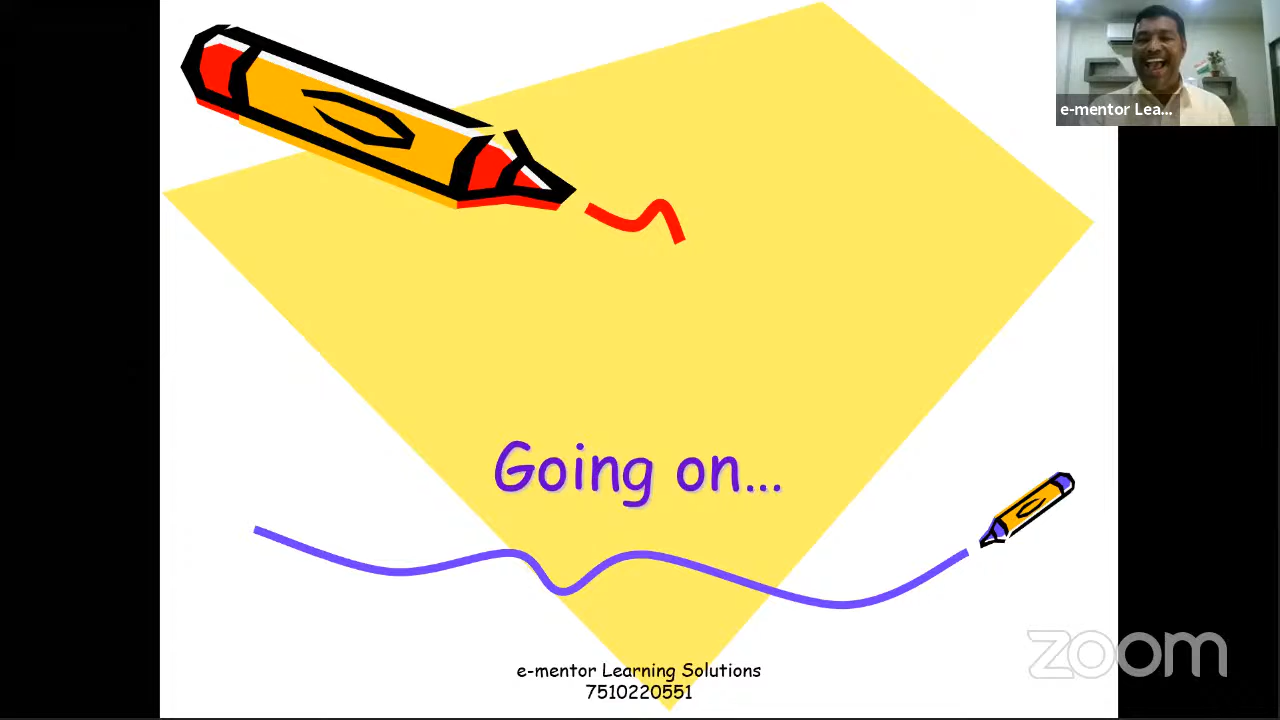 e-mentor Lea...
Going on...
e-mentor Learning Solutions
7510220551
zoom